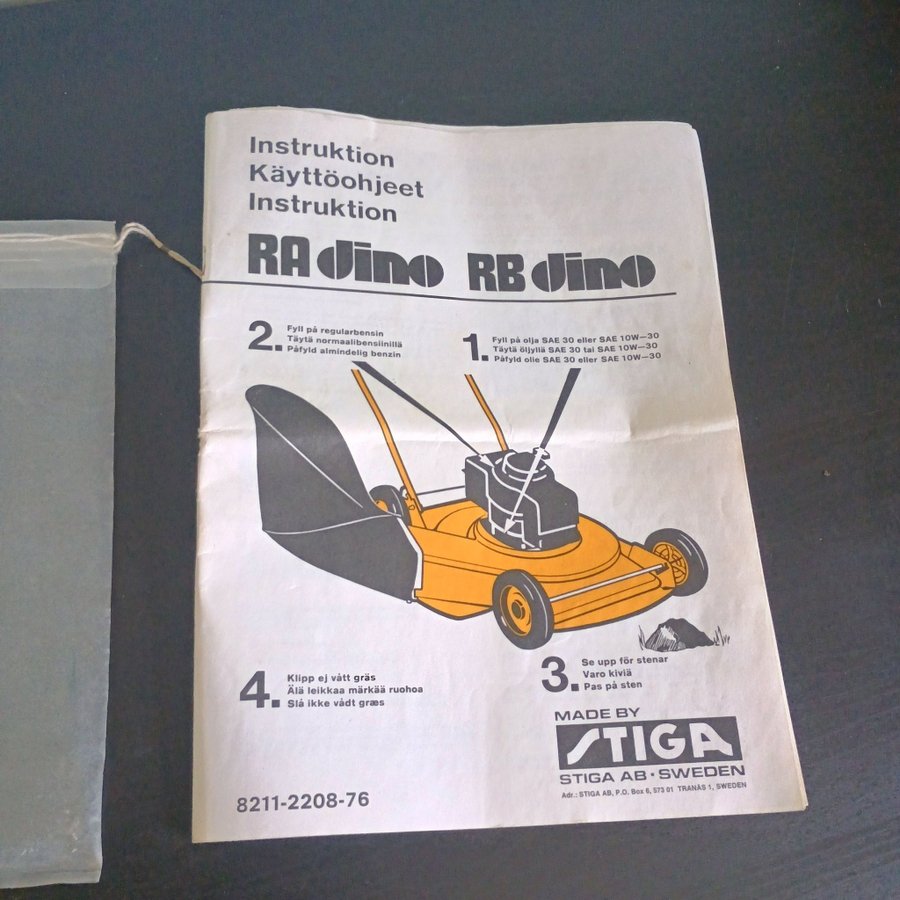 Instruktion
Käyttöohjeet
Instruktion
RA dino RB dino
2. Fyll på regularbensin
Täytä normaalibensiinillä
Påfyld almindelig benzin
1. Fyll på olja SAE 30 eller SAE 10W—30
Täytä öljyllä SAE 30 tai SAE 10W—30
Påfyld olie SAE 30 eller SAE 10W—30
4. Klipp ej vått gräs
Älä leikkaa märkää ruohoa
Slå ikke vådt græs
3. Se upp för stenar
Varo kiviä
Pas på sten
MADE BY
STIGA
STIGA AB · SWEDEN
Adr.: STIGA AB, P.O. Box 6, 573 01 TRANÅS 1, SWEDEN
8211-2208-76